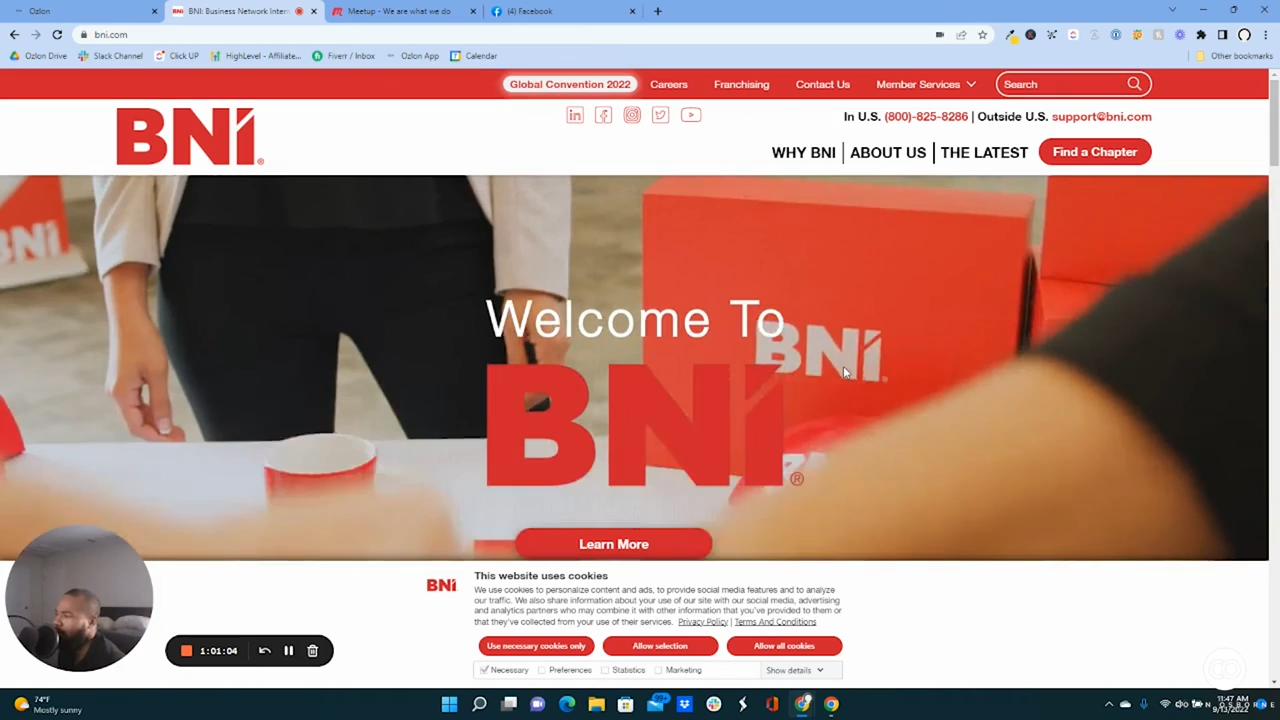 Ozlon
BNI: Business Network Inter
Meetup - We are what we do
(4) Facebook
bni.com
Ozlon Drive
Slack Channel
Click UP
HighLevel - Affiliate...
Fiverr / Inbox
Ozlon App
Calendar
Other bookmarks
Global Convention 2022
Careers
Franchising
Contact Us
Member Services
Search
BNI®
In U.S. (800)-825-8286 | Outside U.S. support@bni.com
WHY BNI | ABOUT US | THE LATEST
Find a Chapter
BNI
Welcome To
BNI®
BNI®
Learn More
BNI
This website uses cookies
We use cookies to personalize content and ads, to provide social media features and to analyze
our traffic. We also share information about your use of our site with our social media, advertising
and analytics partners who may combine it with other information that you've provided to them or
that they've collected from your use of their services. Privacy Policy | Terms And Conditions
Use necessary cookies only
Allow selection
Allow all cookies
Necessary
Preferences
Statistics
Marketing
Show details
1:01:04
74°F
Mostly sunny
99+
11:47 AM
9/13/2022